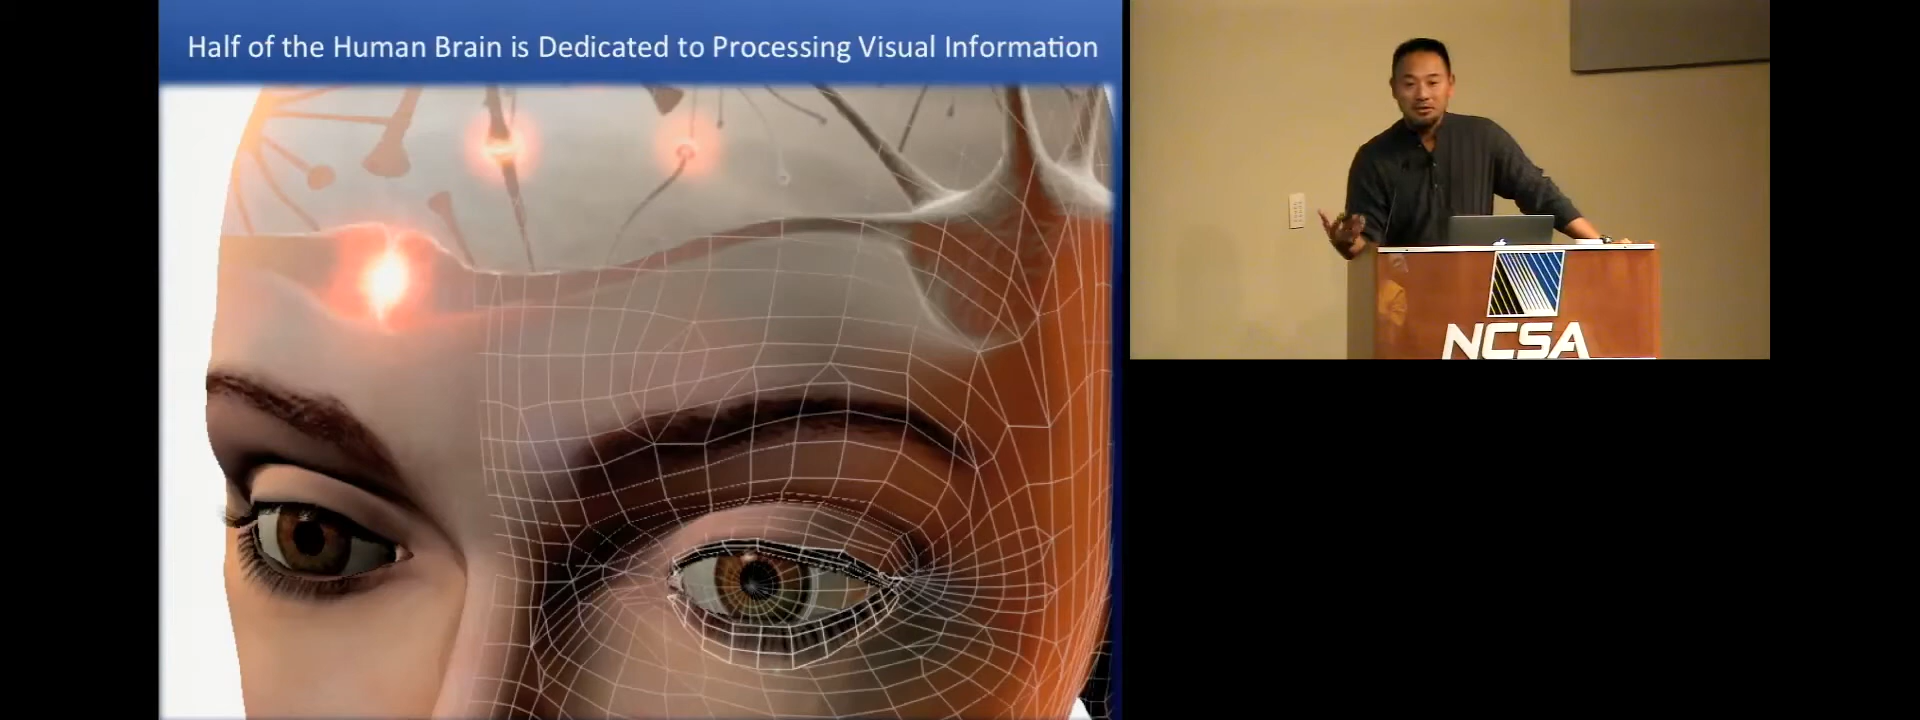 Half of the Human Brain is Dedicated to Processing Visual Information
NCSA